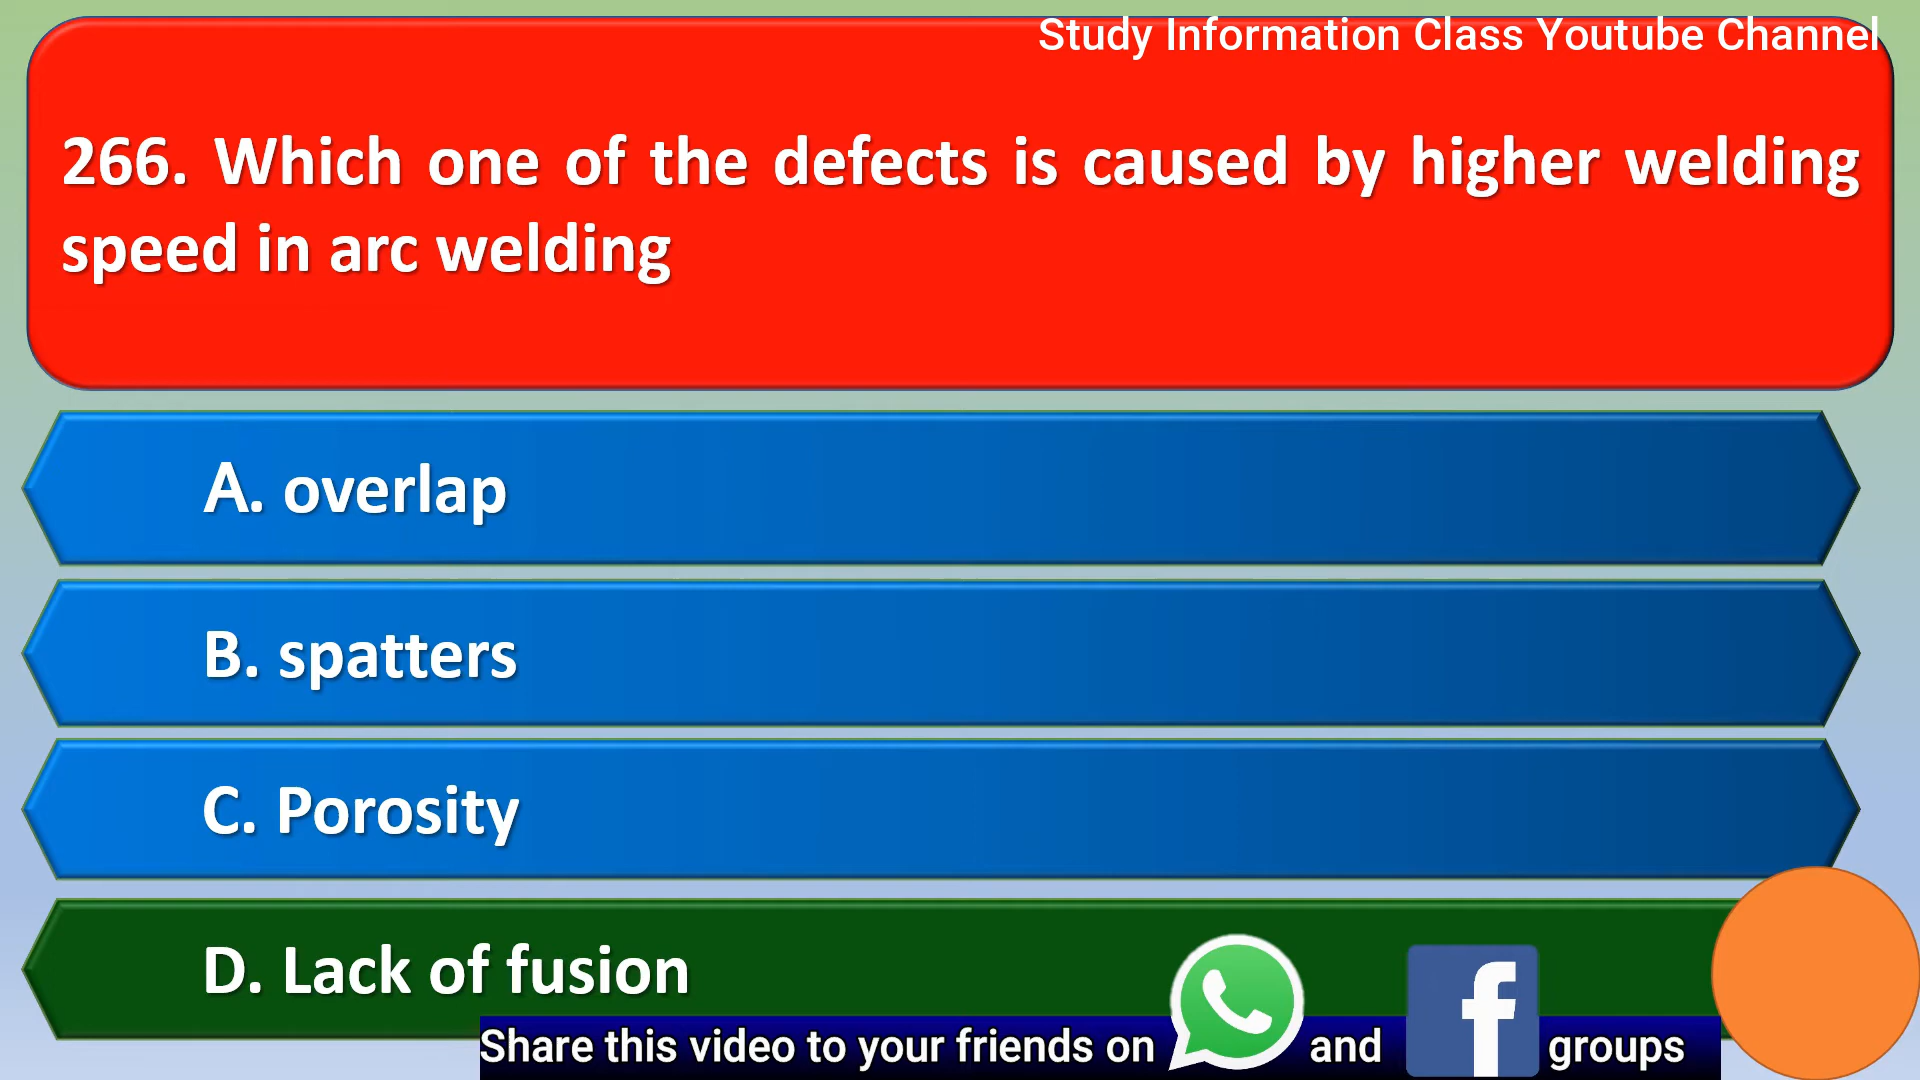 Study Information Class Youtube Channel
266. Which one of the defects is caused by higher welding
speed in arc welding
A. overlap
B. spatters
C. Porosity
D. Lack of fusion
Share this video to your friends on and f groups